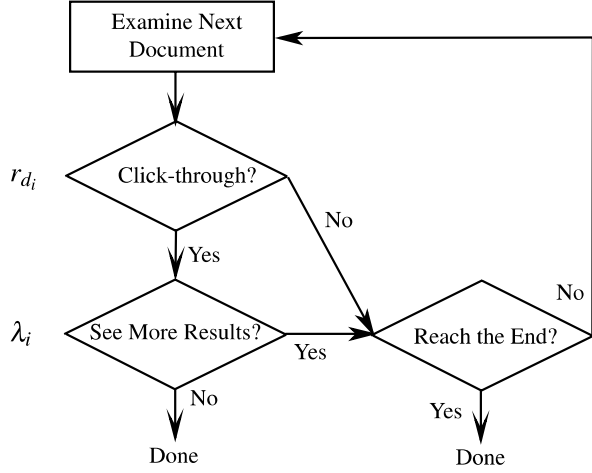 Examine Next
Document
r_{d_i}
Click-through?
No
Yes
λ_i
See More Results?
Yes
Reach the End?
No
No
Yes
Done
Done